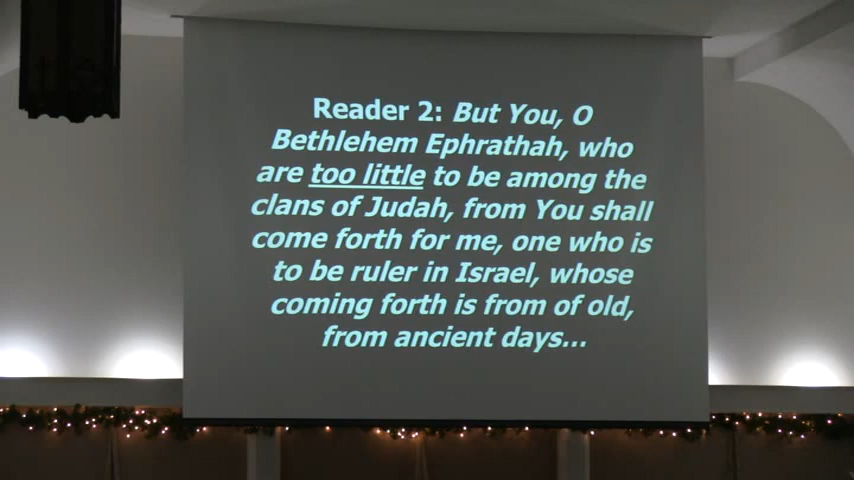 Reader 2: But You, O
Bethlehem Ephrathah, who
are too little to be among the
clans of Judah, from You shall
come forth for me, one who is
to be ruler in Israel, whose
coming forth is from of old,
from ancient days...